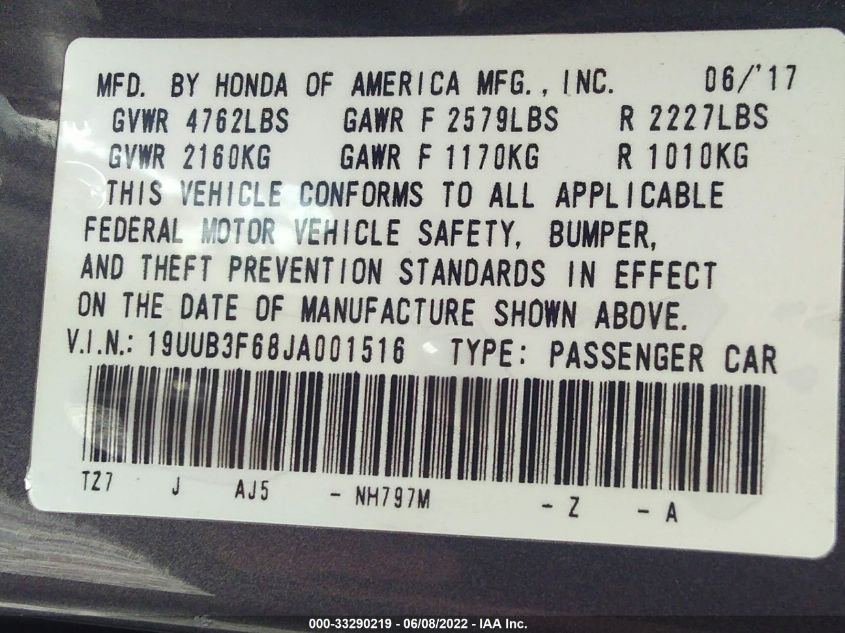 MFD. BY HONDA OF AMERICA MFG., INC. 06/'17
GVWR 4762LBS GAWR F 2579LBS R 2227LBS
GVWR 2160KG GAWR F 1170KG R 1010KG
THIS VEHICLE CONFORMS TO ALL APPLICABLE
FEDERAL MOTOR VEHICLE SAFETY, BUMPER,
AND THEFT PREVENTION STANDARDS IN EFFECT
ON THE DATE OF MANUFACTURE SHOWN ABOVE.
V.I.N.: 19UUB3F68JA001516 TYPE: PASSENGER CAR
TZ7 J AJ5 - NH797M - Z - A
000-33290219 - 06/08/2022 - IAA Inc.